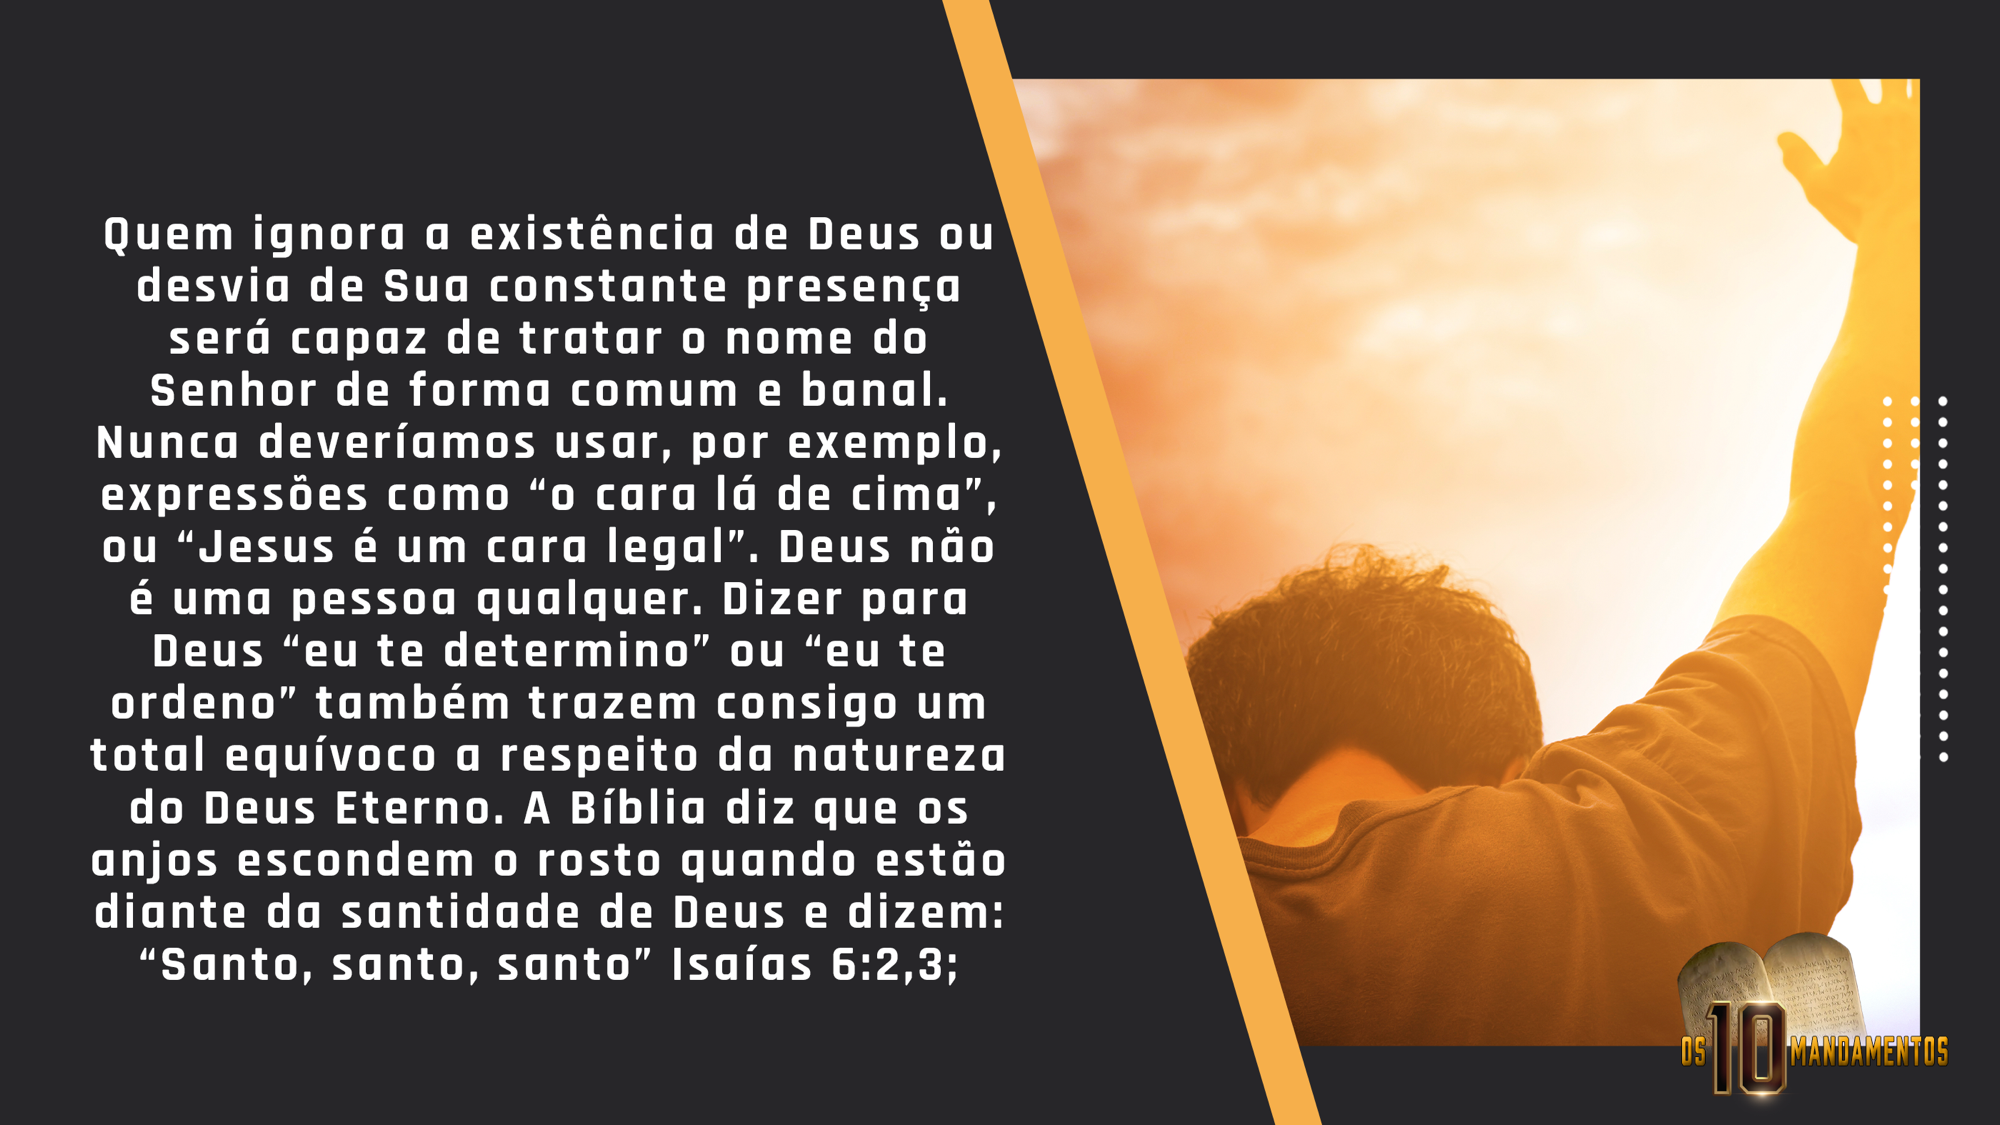 Quem ignora a existência de Deus ou
desvia de Sua constante presença
será capaz de tratar o nome do
Senhor de forma comum e banal.
Nunca deveríamos usar, por exemplo,
expressões como “o cara lá de cima”,
ou “Jesus é um cara legal”. Deus não
é uma pessoa qualquer. Dizer para
Deus “eu te determino” ou “eu te
ordeno” também trazem consigo um
total equívoco a respeito da natureza
do Deus Eterno. A Bíblia diz que os
anjos escondem o rosto quando estão
diante da santidade de Deus e dizem:
“Santo, santo, santo” Isaías 6:2,3;
OS 10 MANDAMENTOS